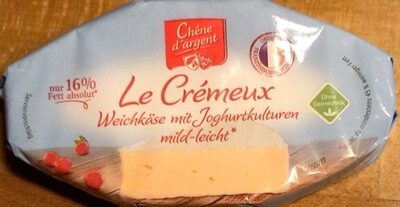 Chêne
d'argent
nur 16%
Fett absolut*
Le Crémeux
Weichkäse mit Joghurtkulturen
mild-leicht*
Ohne
Gentechnik